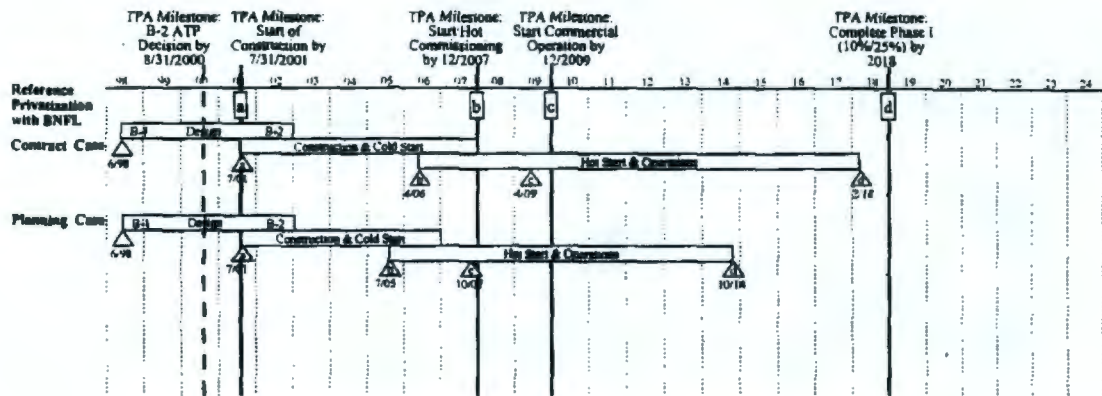 TPA Milestone:
B-2 ATP
Decision by
8/31/2000
TPA Milestone:
Start of
Construction by
7/31/2001
TPA Milestone:
Start Hot
Commissioning
by 12/2007
TPA Milestone:
Start Commercial
Operation by
12/2009
TPA Milestone:
Complete Phase I
(10%/25%) by
2018
98 99 00 01 02 03 04 05 06 07 08 09 10 11 12 13 14 15 16 17 18 19 20 21 22 23 24
Reference
Privatization
with BNFL
a b c d
B-1 Design B-2
Contract Case
Construction & Cold Start
Hot Start & Operations
6/98 a 7/01 b 4/06 c 4/09 d 2/18
Planning Case
B-1 Design B-2
Construction & Cold Start
Hot Start & Operations
6/98 a 7/01 b 7/05 c 10/07 d 10/14